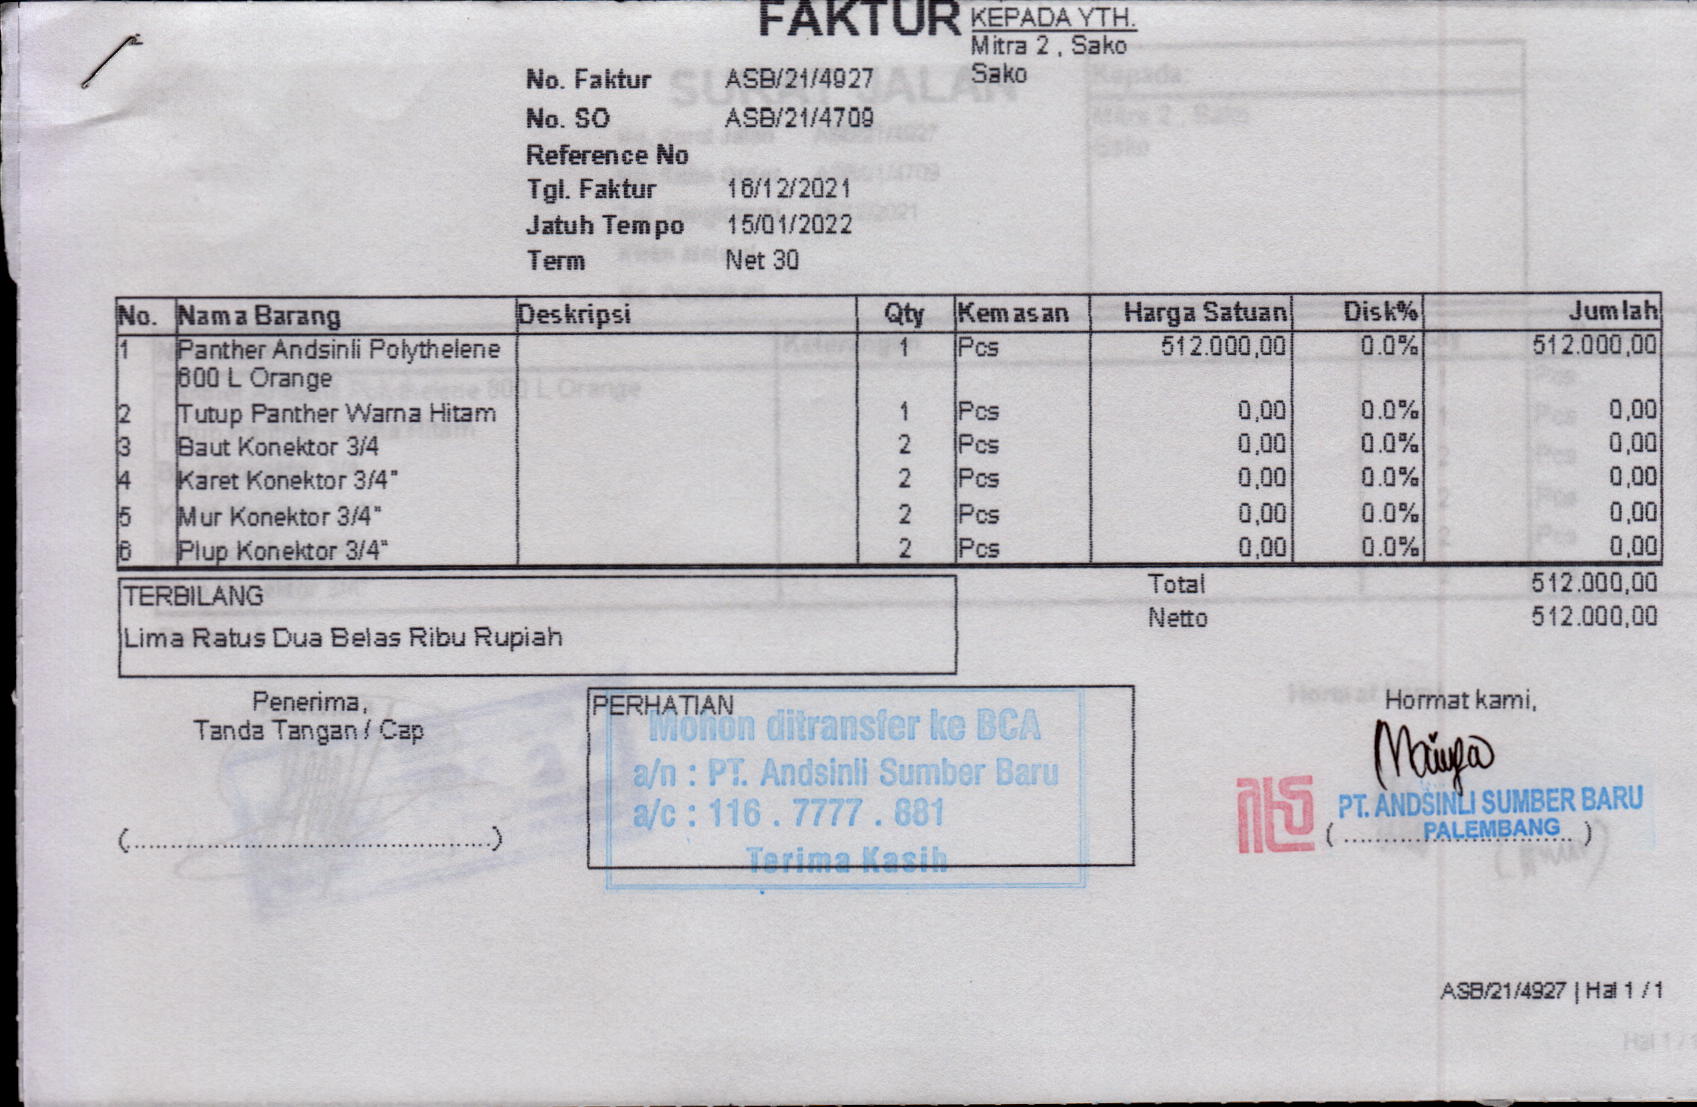 FAKTUR
KEPADA YTH.
Mitra 2 , Sako
Sako
No. Faktur ASB/21/4927
No. SO ASB/21/4709
Reference No
Tgl. Faktur 16/12/2021
Jatuh Tempo 15/01/2022
Term Net 30
No. Nama Barang Deskripsi Qty Kemasan Harga Satuan Disk% Jumlah
1 Panther Andsinli Polythelene 1 Pcs 512.000,00 0.0% 512.000,00
600 L Orange
2 Tutup Panther Warna Hitam 1 Pcs 0,00 0.0% 0,00
3 Baut Konektor 3/4 2 Pcs 0,00 0.0% 0,00
4 Karet Konektor 3/4" 2 Pcs 0,00 0.0% 0,00
5 Mur Konektor 3/4" 2 Pcs 0,00 0.0% 0,00
6 Plup Konektor 3/4" 2 Pcs 0,00 0.0% 0,00
Total 512.000,00
Netto 512.000,00
TERBILANG
Lima Ratus Dua Belas Ribu Rupiah
Penerima,
Tanda Tangan / Cap
(..................................................)
PERHATIAN
Mohon ditransfer ke BCA
a/n : PT. Andsinli Sumber Baru
a/c : 116 . 7777 . 881
Terima Kasih
Hormat kami,
PT. ANDSINLI SUMBER BARU
PALEMBANG
ASB/21/4927 | Hal 1 / 1